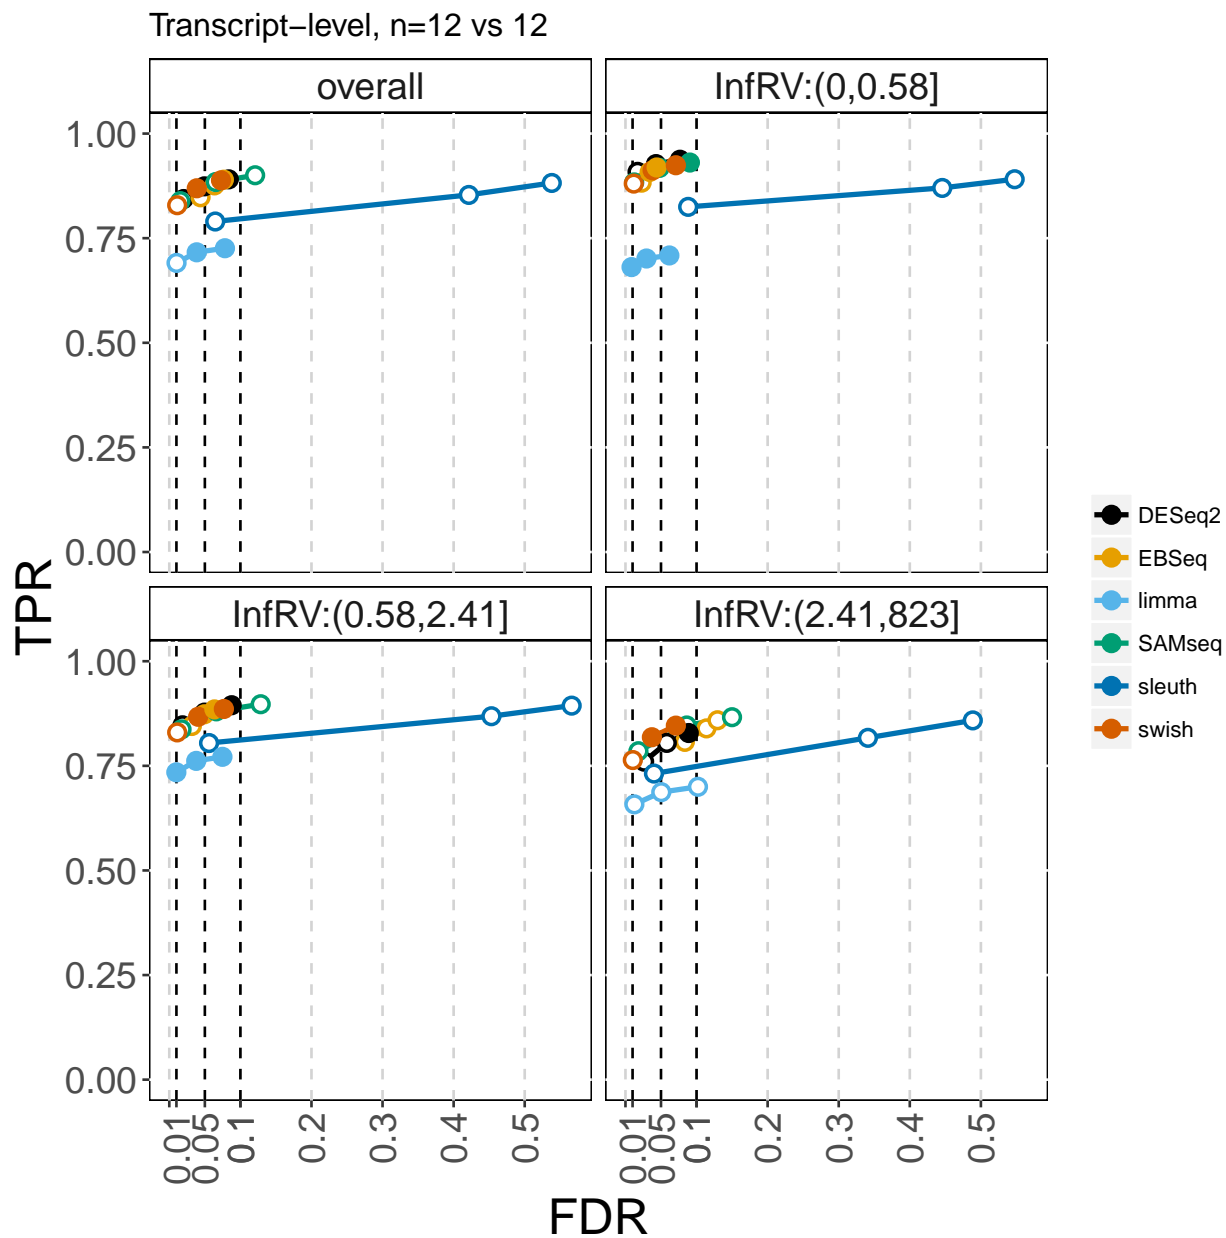 Transcript−level, n=12 vs 12
overall
InfRV:(0,0.58]
1.00
0.75
0.50
0.25
0.00
TPR
InfRV:(0.58,2.41]
InfRV:(2.41,823]
1.00
0.75
0.50
0.25
0.00
0.01
0.05
0.1
0.2
0.3
0.4
0.5
0.01
0.05
0.1
0.2
0.3
0.4
0.5
FDR
DESeq2
EBSeq
limma
SAMseq
sleuth
swish